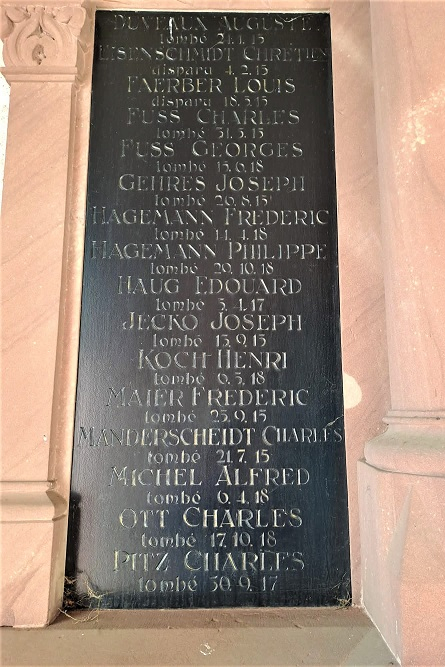 DUVEAUX AUGUSTE
tombé 24.1.15
EISENSCHMIDT CHRÉTIEN
disparu 4.2.15
FAERBER LOUIS
disparu 18.5.15
FUSS CHARLES
tombé 31.5.15
FUSS GEORGES
tombé 15.6.18
GEHRES JOSEPH
tombé 26.8.15
HAGEMANN FREDERIC
tombé 14.4.18
HAGEMANN PHILIPPE
tombé 20.10.18
HAUG EDOUARD
tombé 3.4.17
JECKO JOSEPH
tombé 15.9.15
KOCH HENRI
tombé 6.5.18
MAIER FREDERIC
tombé 25.9.15
MANDERSCHEIDT CHARLES
tombé 21.7.15
MICHEL ALFRED
tombé 6.4.18
OTT CHARLES
tombé 17.10.18
PITZ CHARLES
tombé 30.9.17